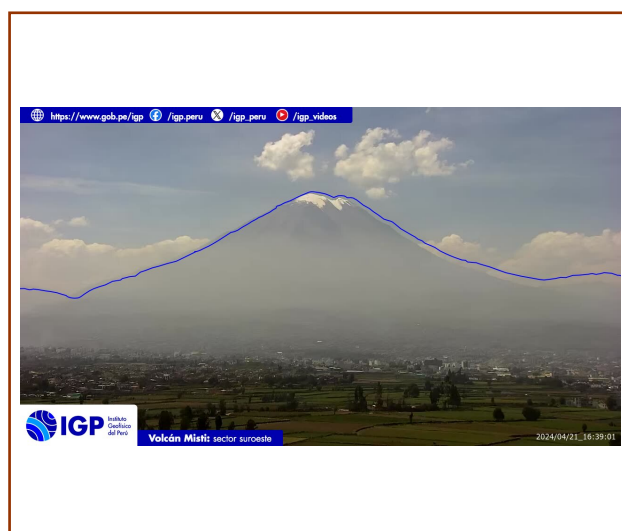 https://www.gob.pe/igp /igp.peru /igp_peru /igp_videos
IGP
Instituto
Geofísico
del Perú
Volcán Misti: sector suroeste
2024/04/21_16:39:01